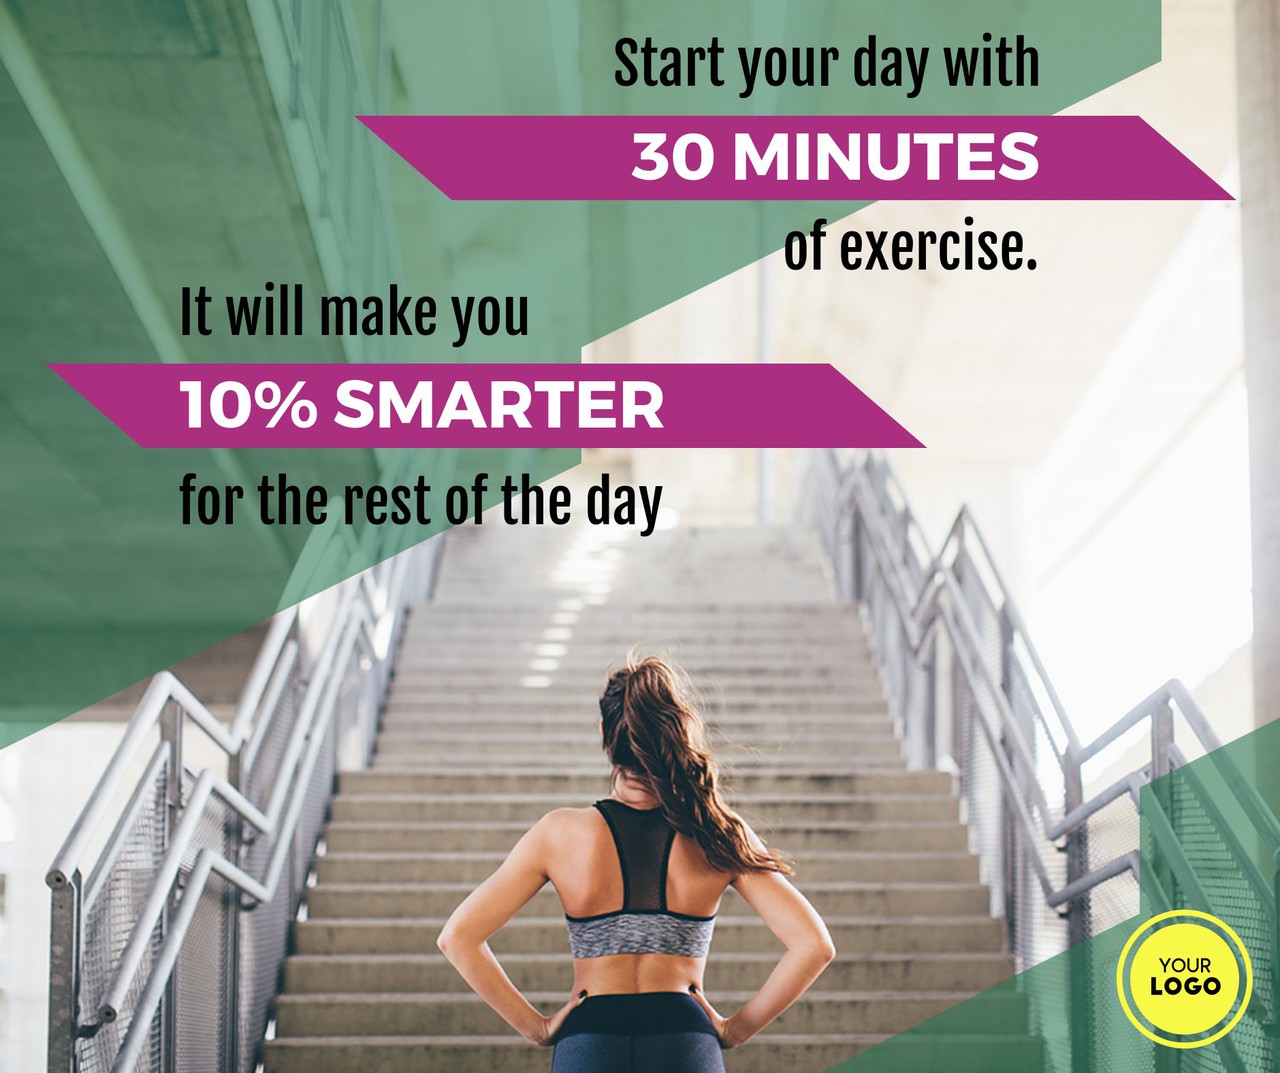 Start your day with
30 MINUTES
of exercise.
It will make you
10% SMARTER
for the rest of the day
YOUR
LOGO